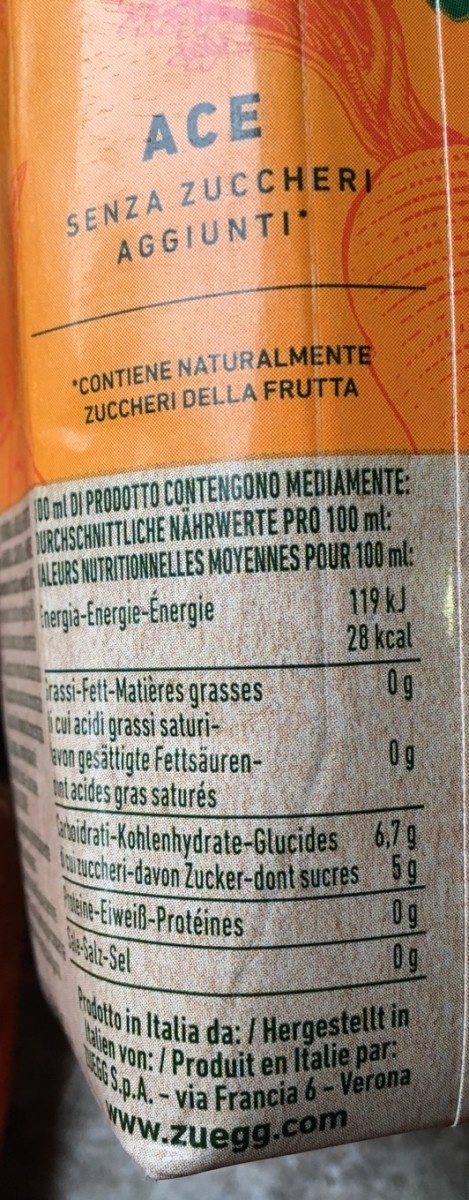 ACE
SENZA ZUCCHERI
AGGIUNTI*
*CONTIENE NATURALMENTE
ZUCCHERI DELLA FRUTTA
100 ml DI PRODOTTO CONTENGONO MEDIAMENTE:
DURCHSCHNITTLICHE NÄHRWERTE PRO 100 ml:
VALEURS NUTRITIONNELLES MOYENNES POUR 100 ml:
Energia-Energie-Énergie 119 kJ
28 kcal
Grassi-Fett-Matières grasses 0 g
di cui acidi grassi saturi-
davon gesättigte Fettsäuren- 0 g
dont acides gras saturés
Carboidrati-Kohlenhydrate-Glucides 6,7 g
di cui zuccheri-davon Zucker-dont sucres 5 g
Proteine-Eiweiß-Protéines 0 g
Sale-Salz-Sel 0 g
Prodotto in Italia da: / Hergestellt in
Italien von: / Produit en Italie par:
ZUEGG S.p.A. - via Francia 6 - Verona
www.zuegg.com